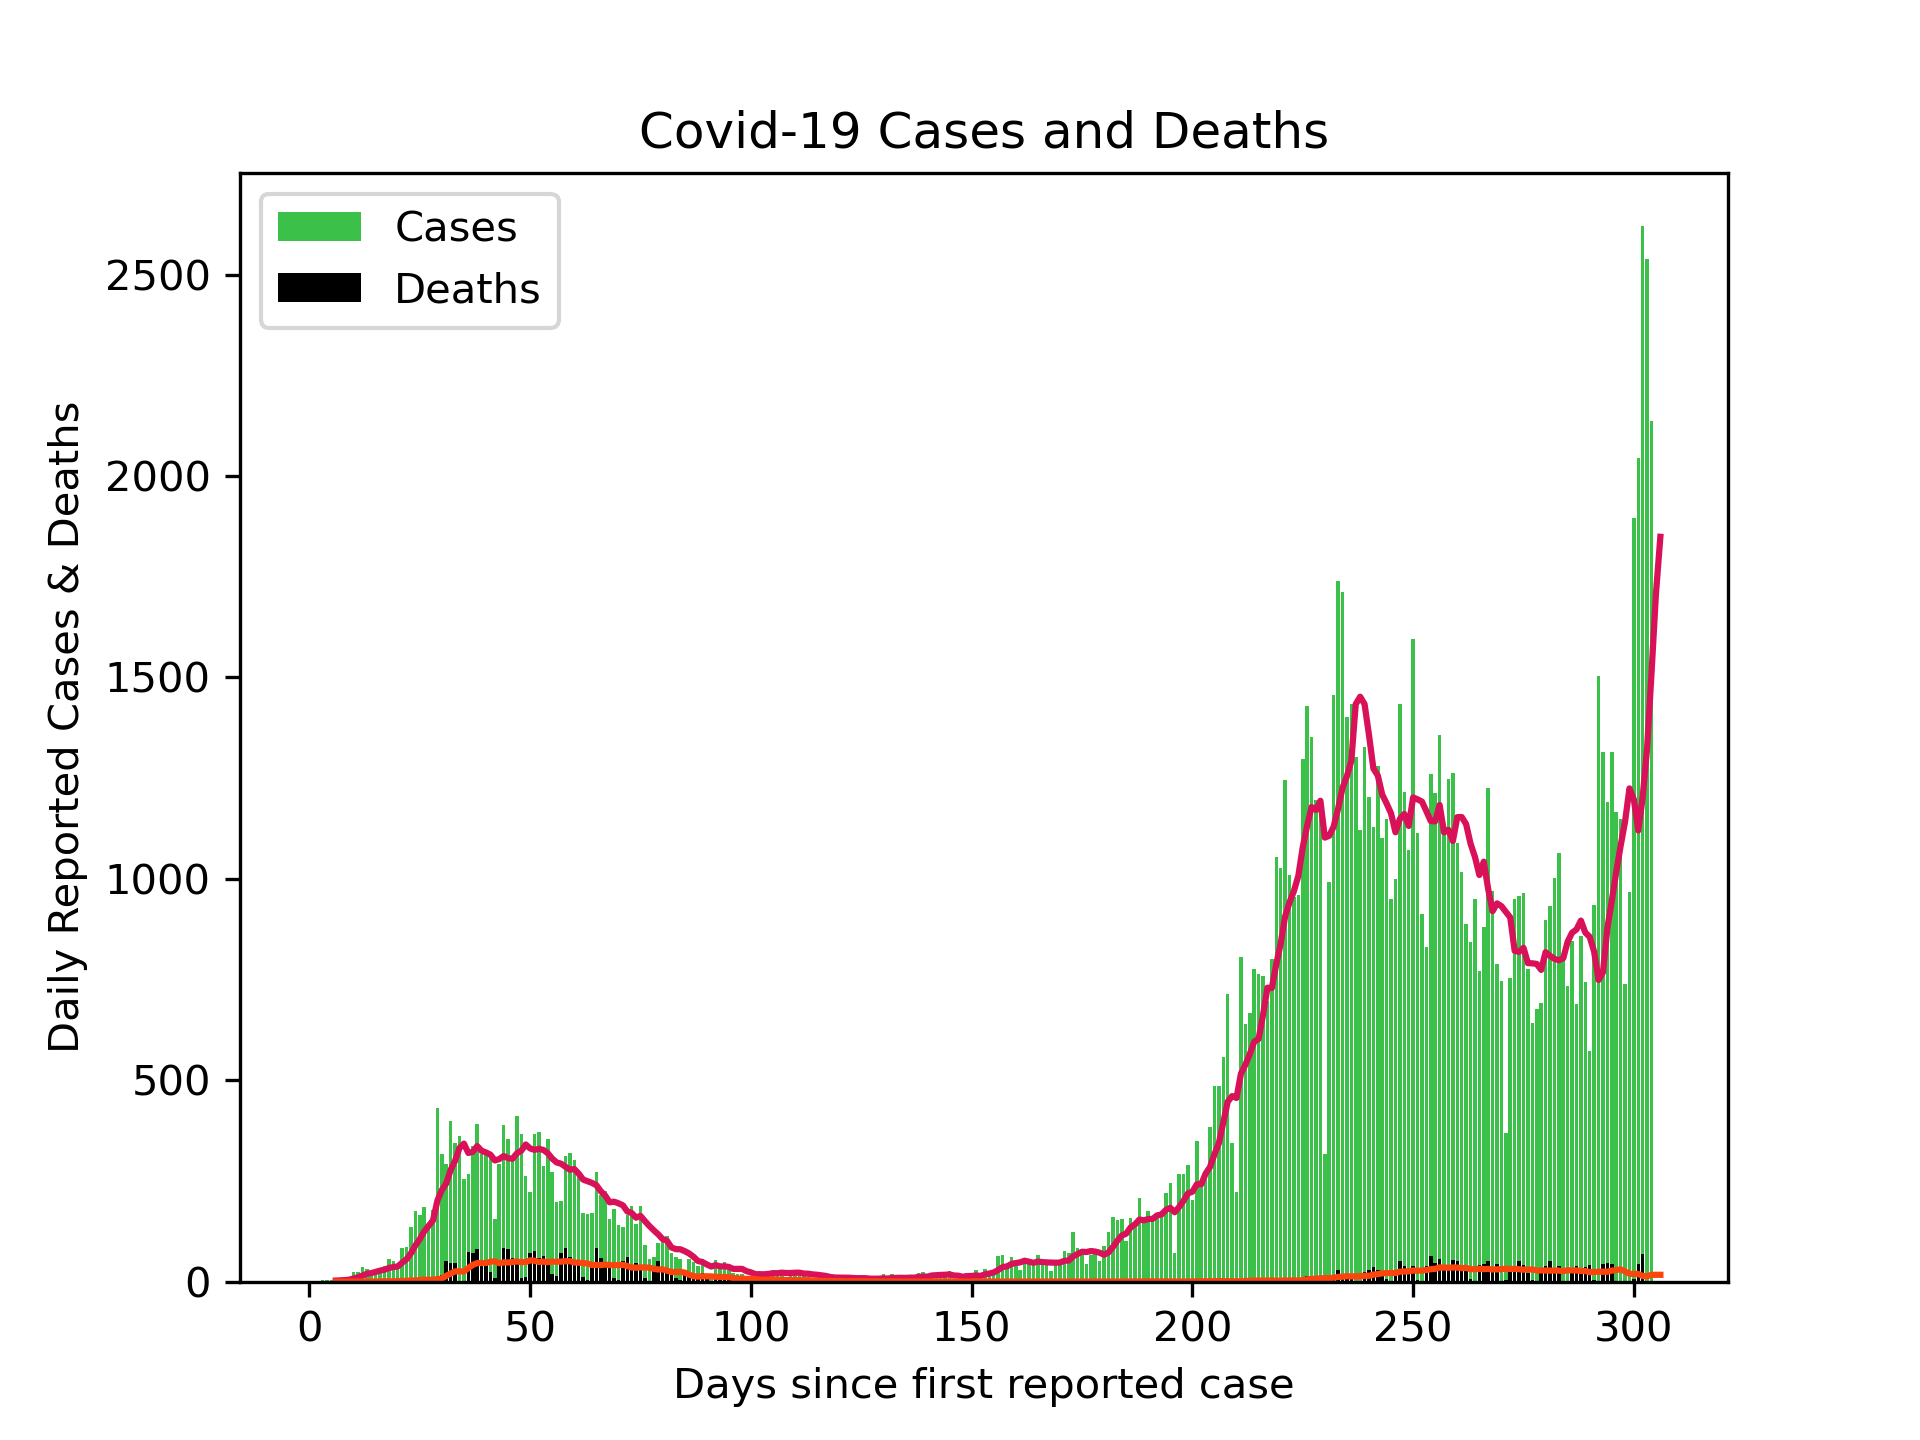 Covid-19 Cases and Deaths
Cases
Deaths
2500
2000
1500
1000
500
0
Daily Reported Cases & Deaths
0 50 100 150 200 250 300
Days since first reported case